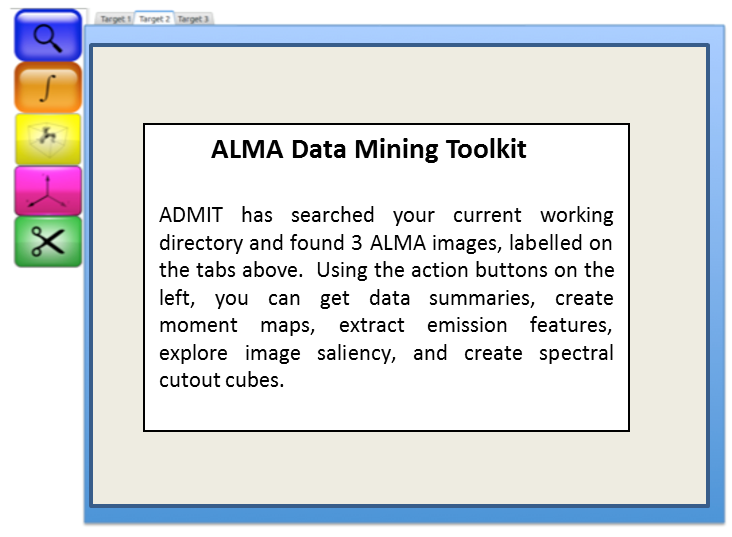 Target 1 Target 2 Target 3
ALMA Data Mining Toolkit
ADMIT has searched your current working
directory and found 3 ALMA images, labelled on
the tabs above. Using the action buttons on the
left, you can get data summaries, create
moment maps, extract emission features,
explore image saliency, and create spectral
cutout cubes.